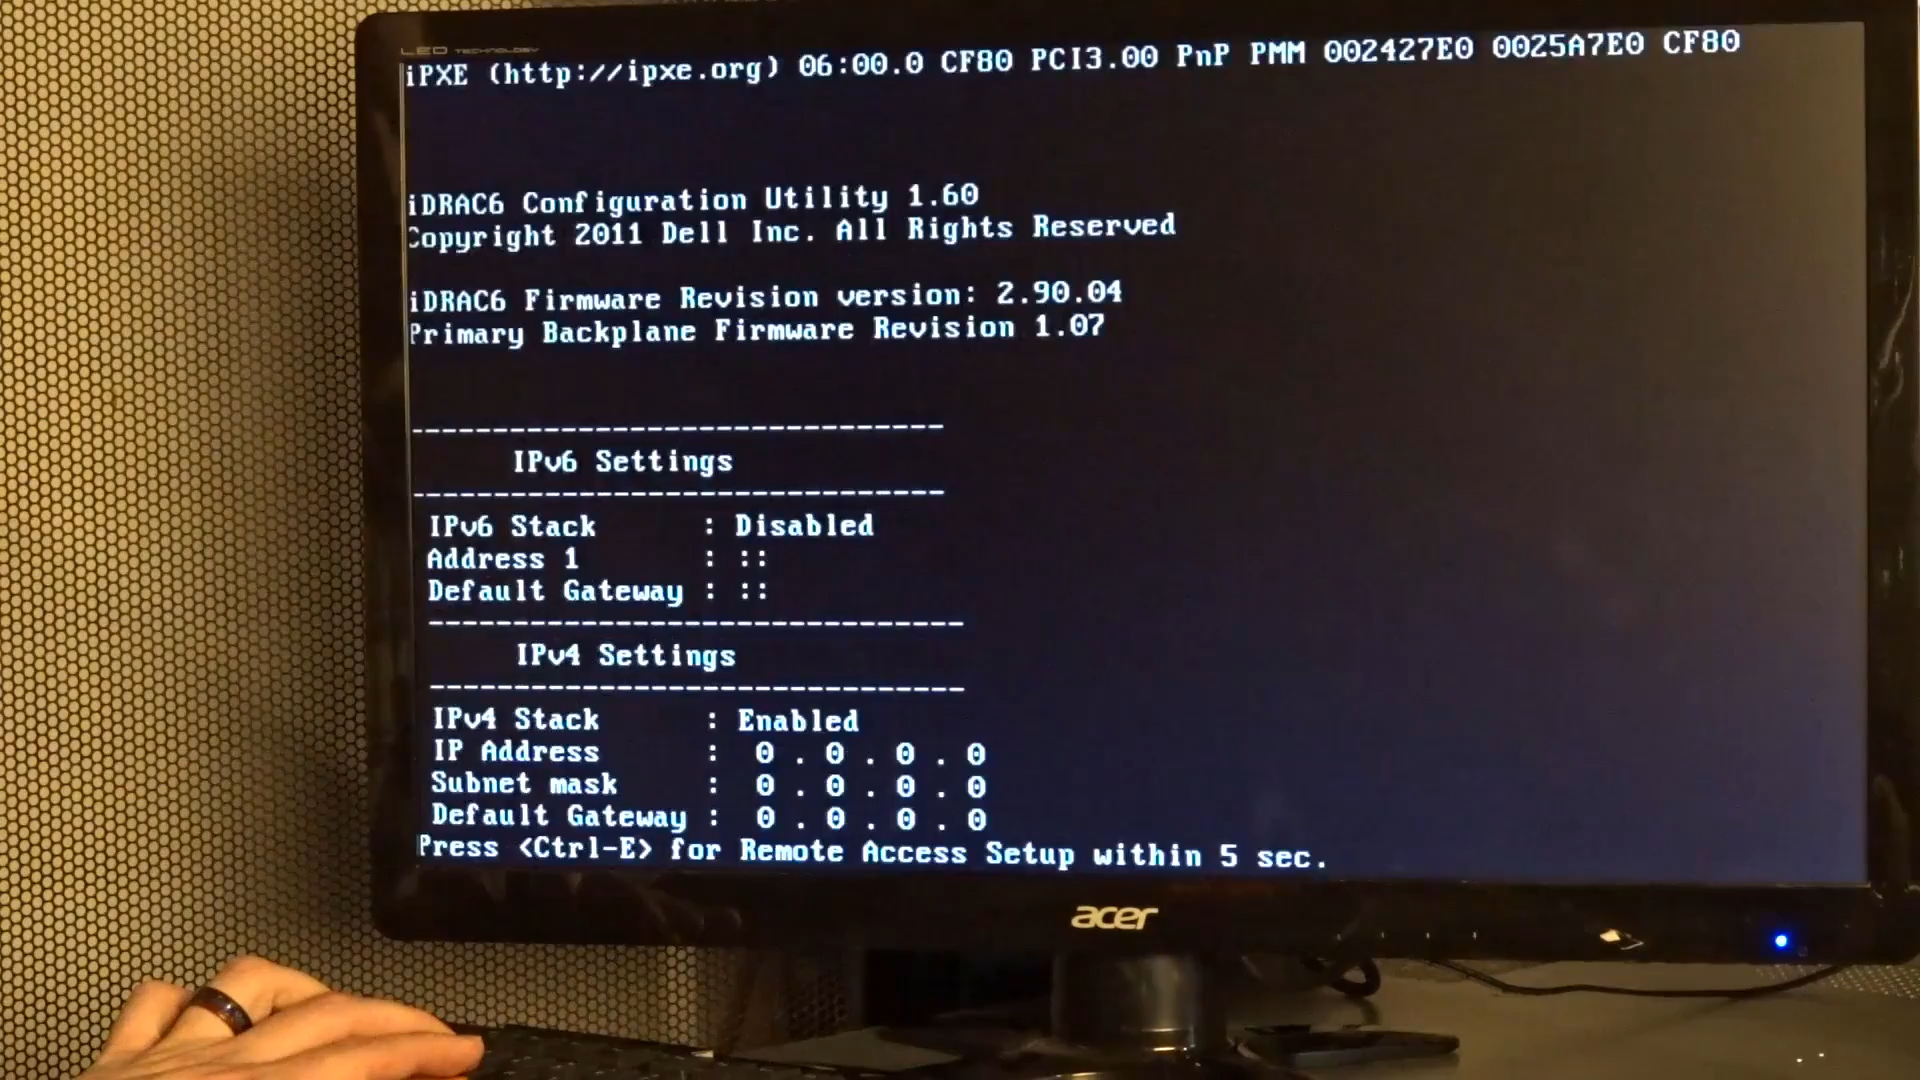 LED TECHNOLOGY
iPXE (http://ipxe.org) 06:00.0 CF80 PCI3.00 PnP PMM 002427E0 0025A7E0 CF80
iDRAC6 Configuration Utility 1.60
Copyright 2011 Dell Inc. All Rights Reserved
iDRAC6 Firmware Revision version: 2.90.04
Primary Backplane Firmware Revision 1.07
------------------------------
IPv6 Settings
------------------------------
IPv6 Stack : Disabled
Address 1 : ::
Default Gateway : ::
------------------------------
IPv4 Settings
------------------------------
IPv4 Stack : Enabled
IP Address : 0 . 0 . 0 . 0
Subnet mask : 0 . 0 . 0 . 0
Default Gateway : 0 . 0 . 0 . 0
Press <Ctrl-E> for Remote Access Setup within 5 sec.
acer